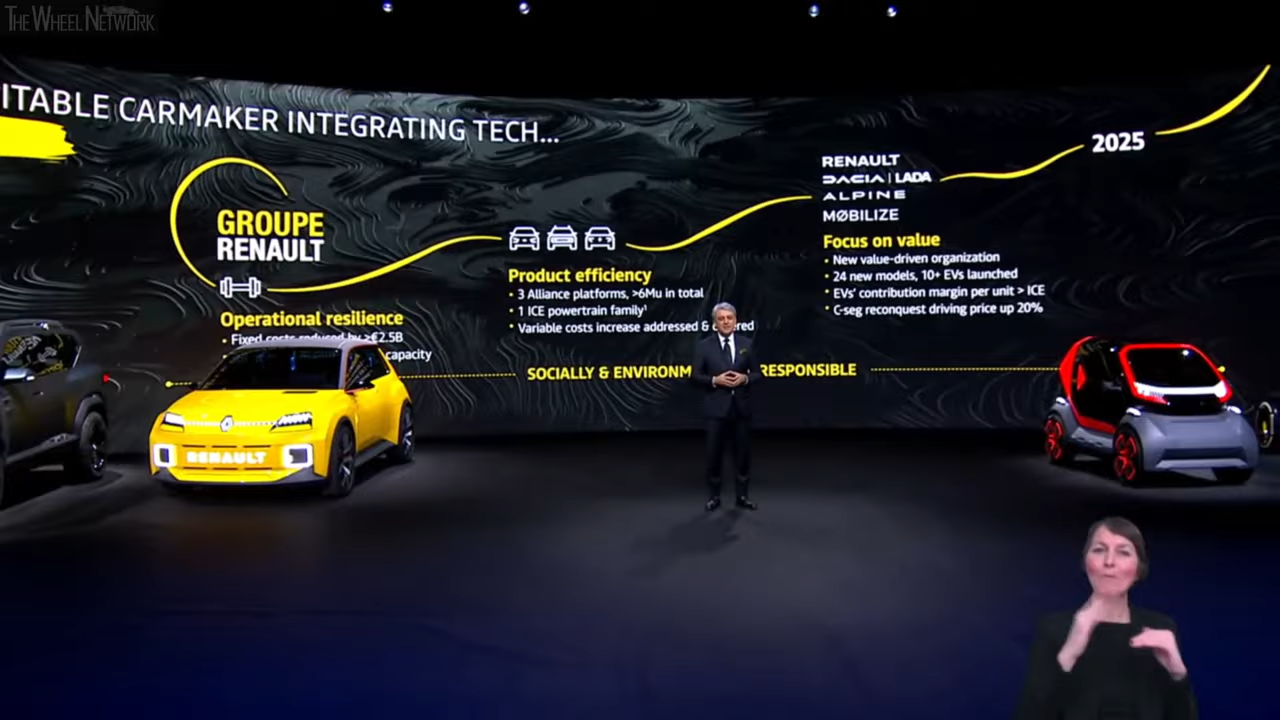 THE WHEEL NETWORK
ITABLE CARMAKER INTEGRATING TECH...
GROUPE
RENAULT
Operational resilience
• Fixed costs reduced by >€2.5B
capacity
Product efficiency
• 3 Alliance platforms, >6Mu in total
• 1 ICE powertrain family¹
• Variable costs increase addressed &
RENAULT
DACIA | LADA
ALPINE
MØBILIZE
Focus on value
• New value-driven organization
• 24 new models, 10+ EVs launched
• EVs' contribution margin per unit > ICE
• C-seg reconquest driving price up 20%
2025
SOCIALLY & ENVIRONM RESPONSIBLE
RENAULT